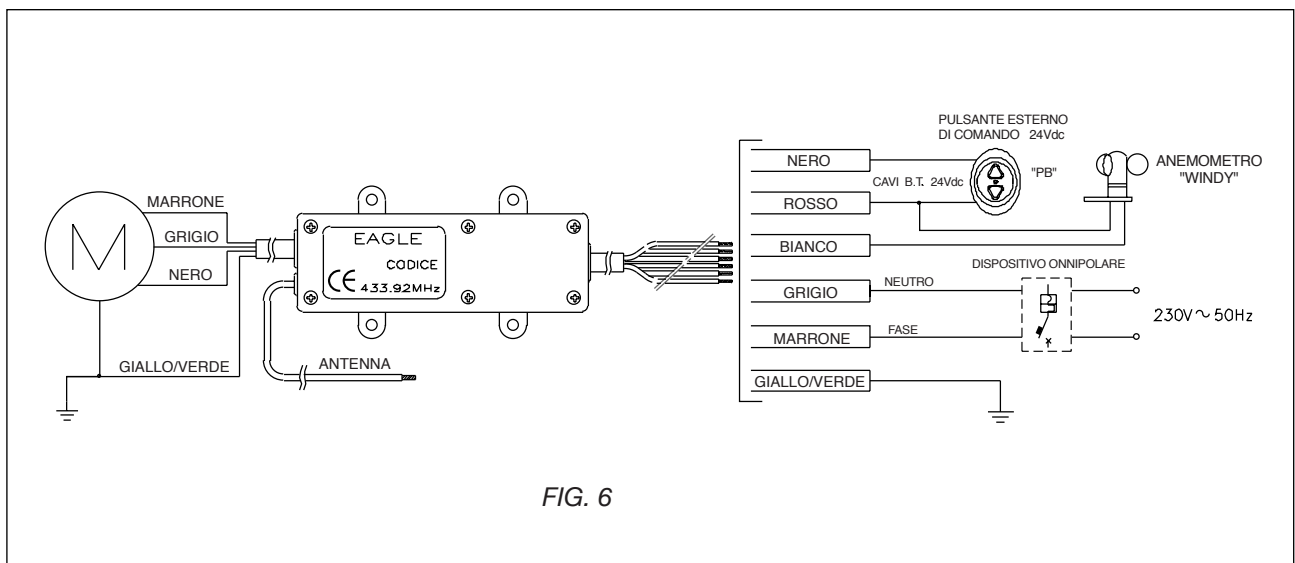 M
MARRONE
GRIGIO
NERO
GIALLO/VERDE
ANTENNA
EAGLE
CODICE
CE
433.92MHz
NERO
ROSSO
BIANCO
GRIGIO
MARRONE
GIALLO/VERDE
PULSANTE ESTERNO
DI COMANDO 24Vdc
"PB"
CAVI B.T. 24Vdc
ANEMOMETRO
"WINDY"
DISPOSITIVO ONNIPOLARE
NEUTRO
FASE
230V~ 50Hz
FIG. 6